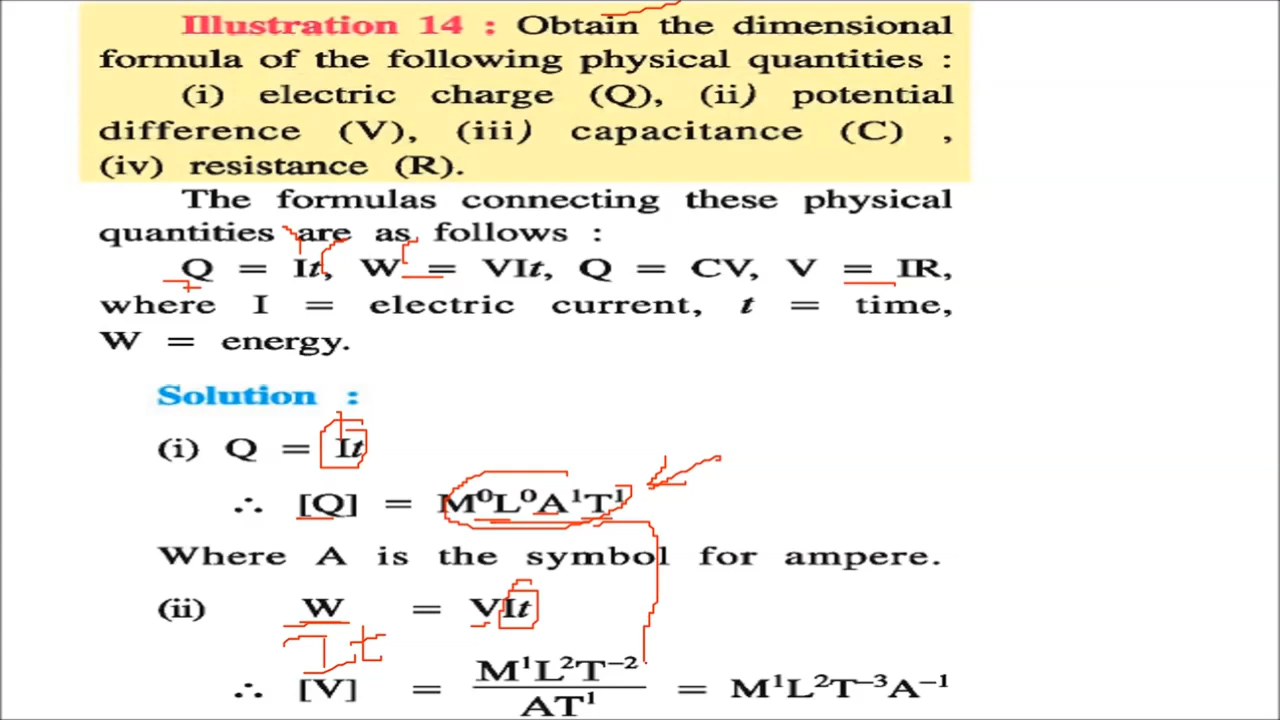 Illustration 14 : Obtain the dimensional
formula of the following physical quantities :
(i) electric charge (Q), (ii) potential
difference (V), (iii) capacitance (C) ,
(iv) resistance (R).
The formulas connecting these physical
quantities are as follows :
Q = It, W = VIt, Q = CV, V = IR,
where I = electric current, t = time,
W = energy.
Solution :
(i) Q = It
∴ [Q] = M⁰L⁰A¹T¹
Where A is the symbol for ampere.
(ii) W = VIt
It
∴ [V] = M¹L²T⁻² / AT¹ = M¹L²T⁻³A⁻¹